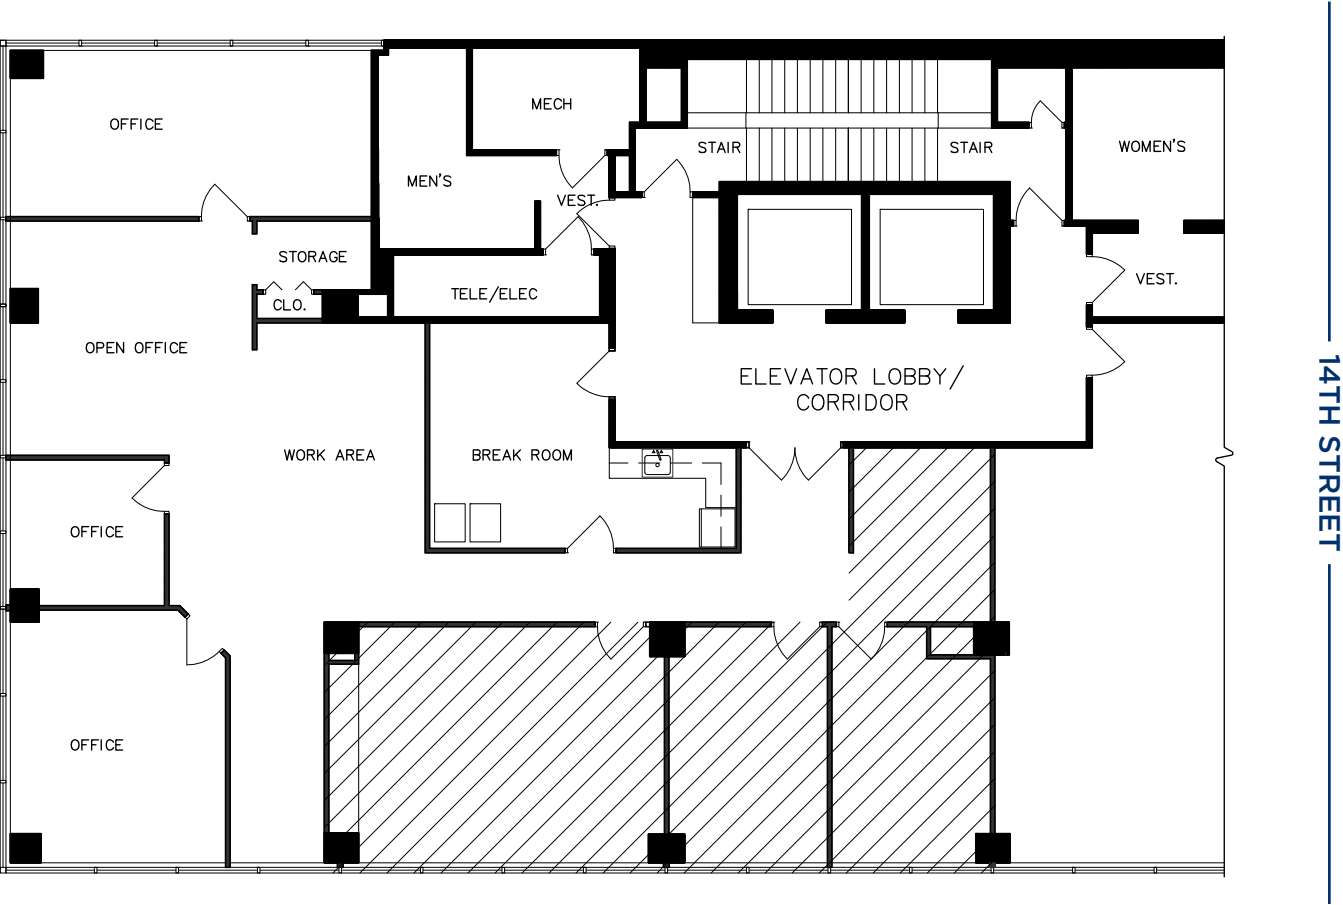 MECH
OFFICE
STAIR
STAIR
WOMEN'S
MEN'S
VEST.
STORAGE
VEST.
TELE/ELEC
CLO.
OPEN OFFICE
ELEVATOR LOBBY/
CORRIDOR
14TH STREET
WORK AREA
BREAK ROOM
OFFICE
OFFICE